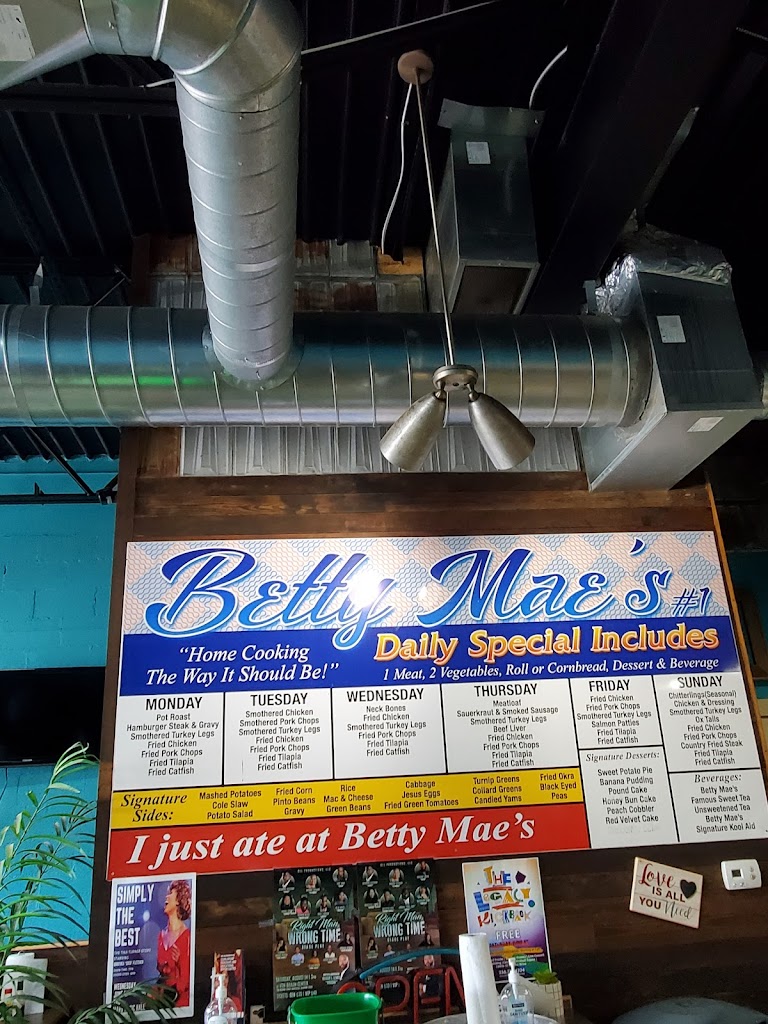 Betty Mae's #1
"Home Cooking
The Way It Should Be!"
Daily Special Includes
1 Meat, 2 Vegetables, Roll or Cornbread, Dessert & Beverage
MONDAY
Pot Roast
Hamburger Steak & Gravy
Smothered Turkey Legs
Fried Chicken
Fried Pork Chops
Fried Tilapia
Fried Catfish
TUESDAY
Smothered Chicken
Smothered Pork Chops
Smothered Turkey Legs
Fried Chicken
Fried Pork Chops
Fried Tilapia
Fried Catfish
WEDNESDAY
Neck Bones
Fried Chicken
Smothered Turkey Legs
Fried Pork Chops
Fried Tilapia
Fried Catfish
THURSDAY
Meatloaf
Sauerkraut & Smoked Sausage
Smothered Turkey Legs
Beef Liver
Fried Chicken
Fried Pork Chops
Fried Tilapia
Fried Catfish
FRIDAY
Fried Chicken
Fried Pork Chops
Smothered Turkey Legs
Salmon Patties
Fried Tilapia
Fried Catfish
SUNDAY
Chitterlings(Seasonal)
Chicken & Dressing
Smothered Turkey Legs
Ox Tails
Fried Chicken
Fried Pork Chops
Country Fried Steak
Fried Tilapia
Fried Catfish
Signature
Sides:
Mashed Potatoes
Cole Slaw
Potato Salad
Fried Corn
Pinto Beans
Gravy
Rice
Mac & Cheese
Green Beans
Cabbage
Jesus Eggs
Fried Green Tomatoes
Turnip Greens
Collard Greens
Candied Yams
Fried Okra
Black Eyed
Peas
Signature Desserts:
Sweet Potato Pie
Banana Pudding
Pound Cake
Honey Bun Cake
Peach Cobbler
Red Velvet Cake
Beverages:
Betty Mae's
Famous Sweet Tea
Unsweetened Tea
Betty Mae's
Signature Kool Aid
I just ate at Betty Mae's
SIMPLY
THE
BEST
WEDNESDAY
Right Man
WRONG TIME
STAGE PLAY
Right Man
WRONG TIME
STAGE PLAY
THE
LEGACY
KICKBACK
FREE
Love
IS ALL
YOU Need
OPEN